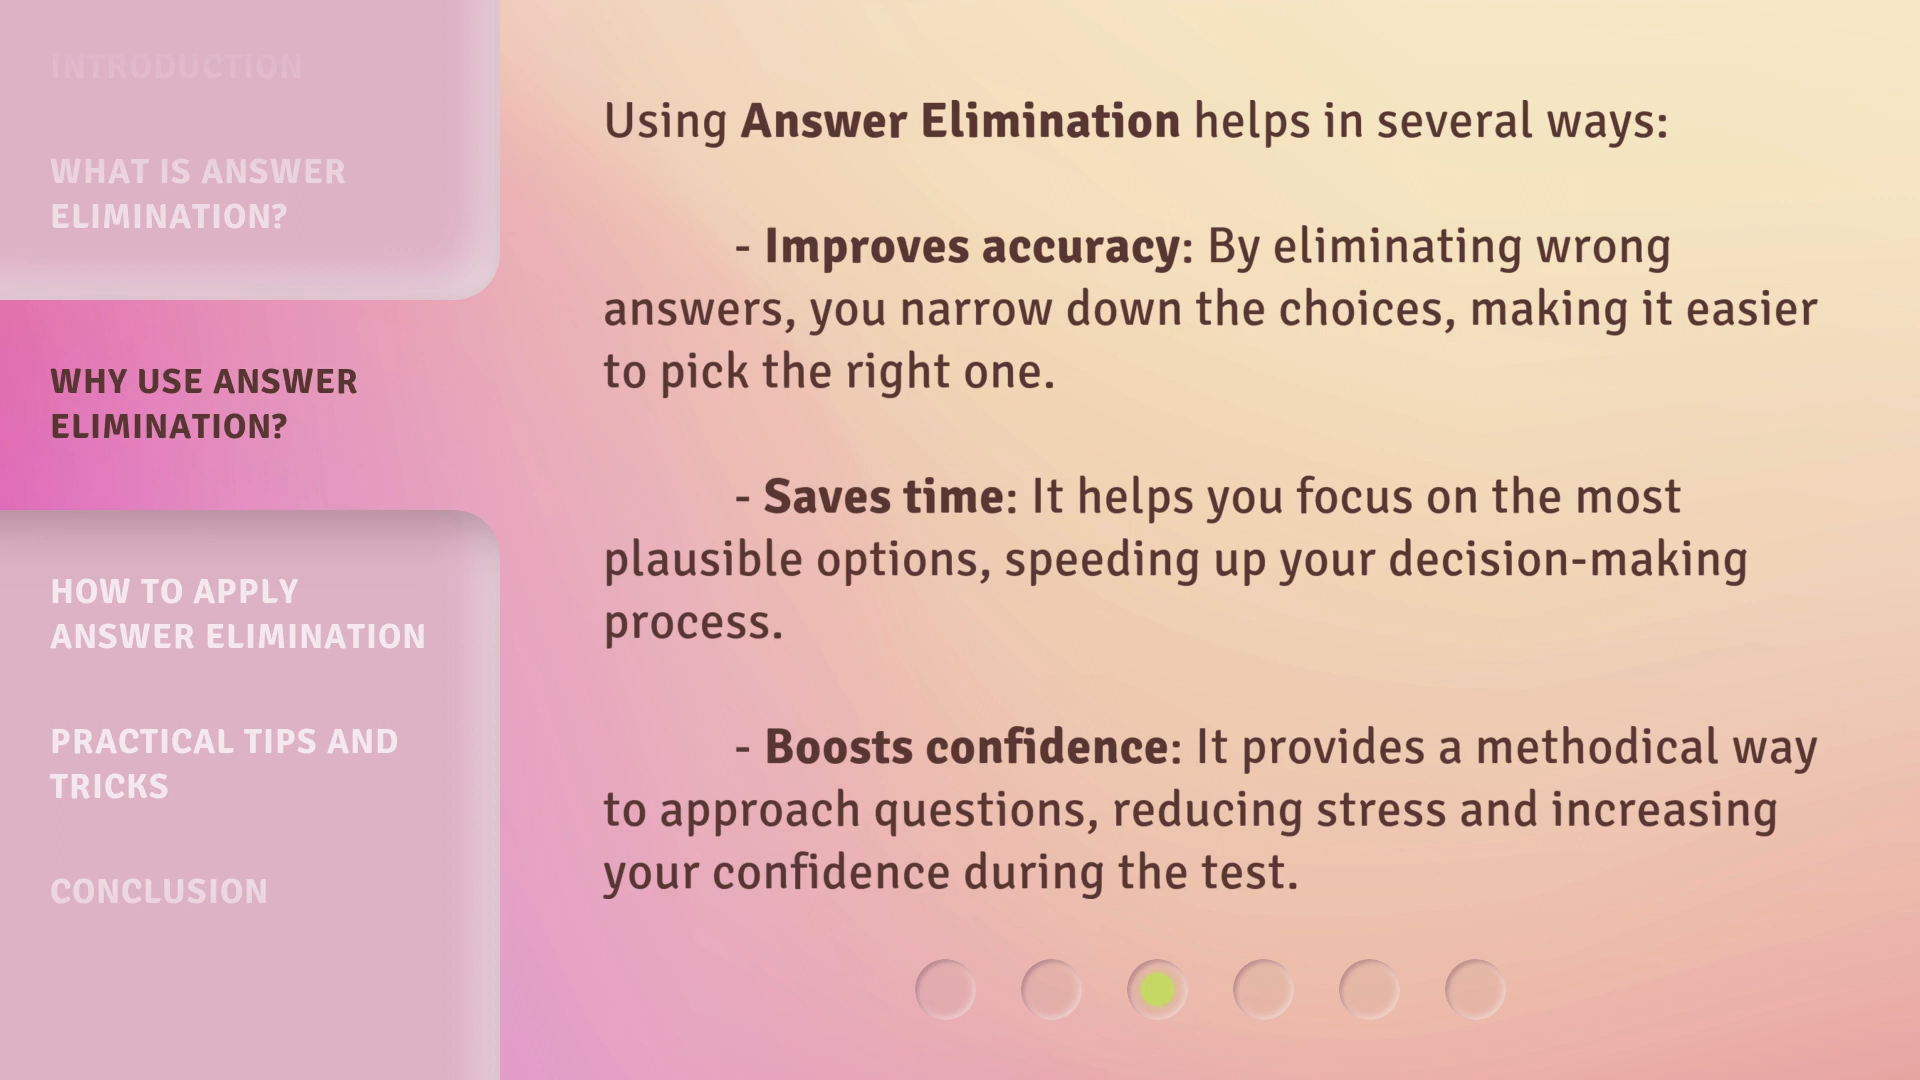 INTRODUCTION
WHAT IS ANSWER
ELIMINATION?
WHY USE ANSWER
ELIMINATION?
HOW TO APPLY
ANSWER ELIMINATION
PRACTICAL TIPS AND
TRICKS
CONCLUSION
Using Answer Elimination helps in several ways:
- Improves accuracy: By eliminating wrong
answers, you narrow down the choices, making it easier
to pick the right one.
- Saves time: It helps you focus on the most
plausible options, speeding up your decision-making
process.
- Boosts confidence: It provides a methodical way
to approach questions, reducing stress and increasing
your confidence during the test.